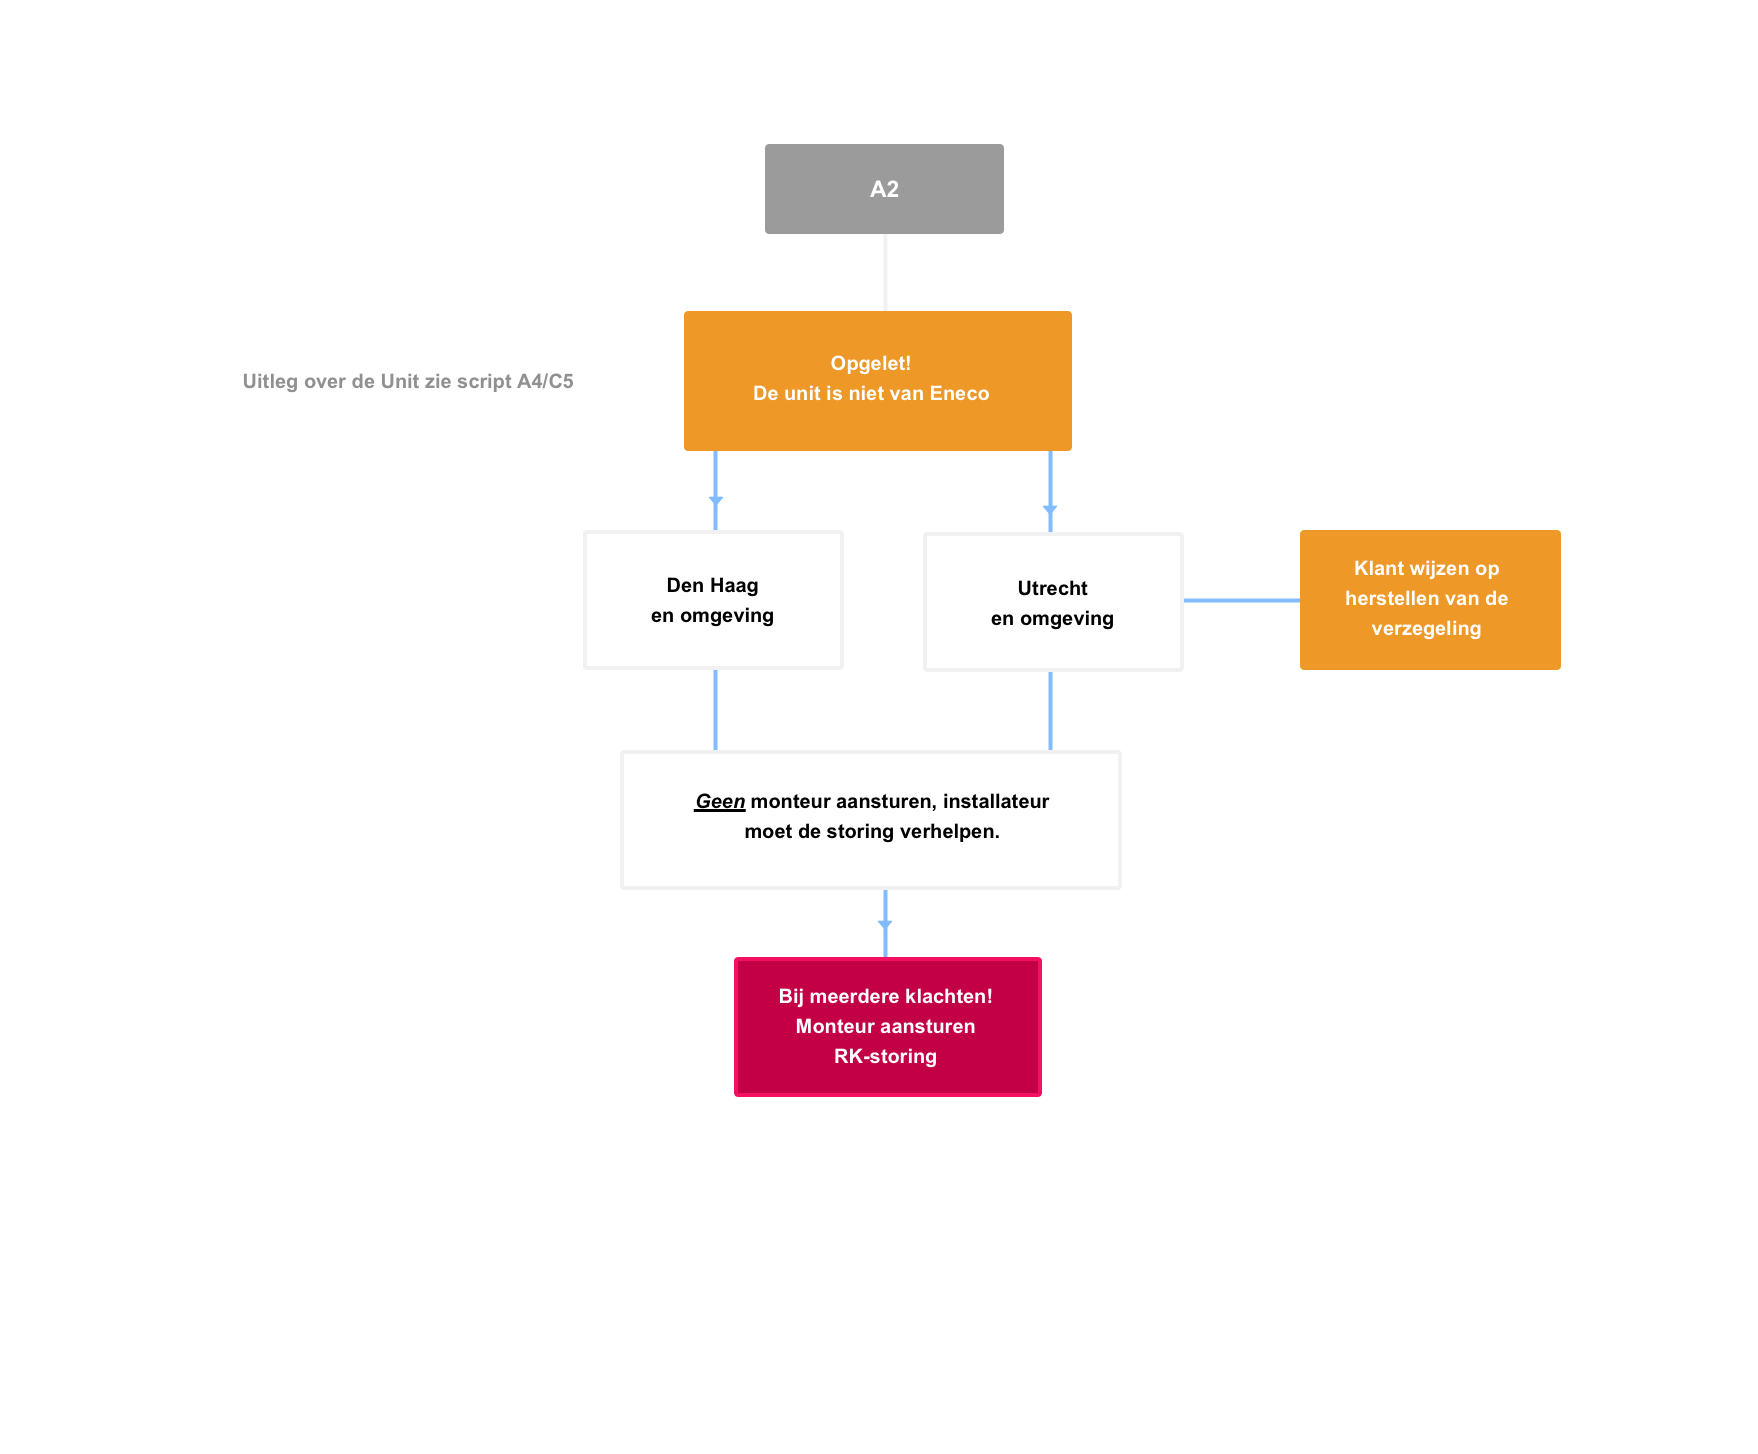 A2
Opgelet!
De unit is niet van Eneco
Uitleg over de Unit zie script A4/C5
Den Haag
en omgeving
Utrecht
en omgeving
Klant wijzen op
herstellen van de
verzegeling
Geen monteur aansturen, installateur
moet de storing verhelpen.
Bij meerdere klachten!
Monteur aansturen
RK-storing